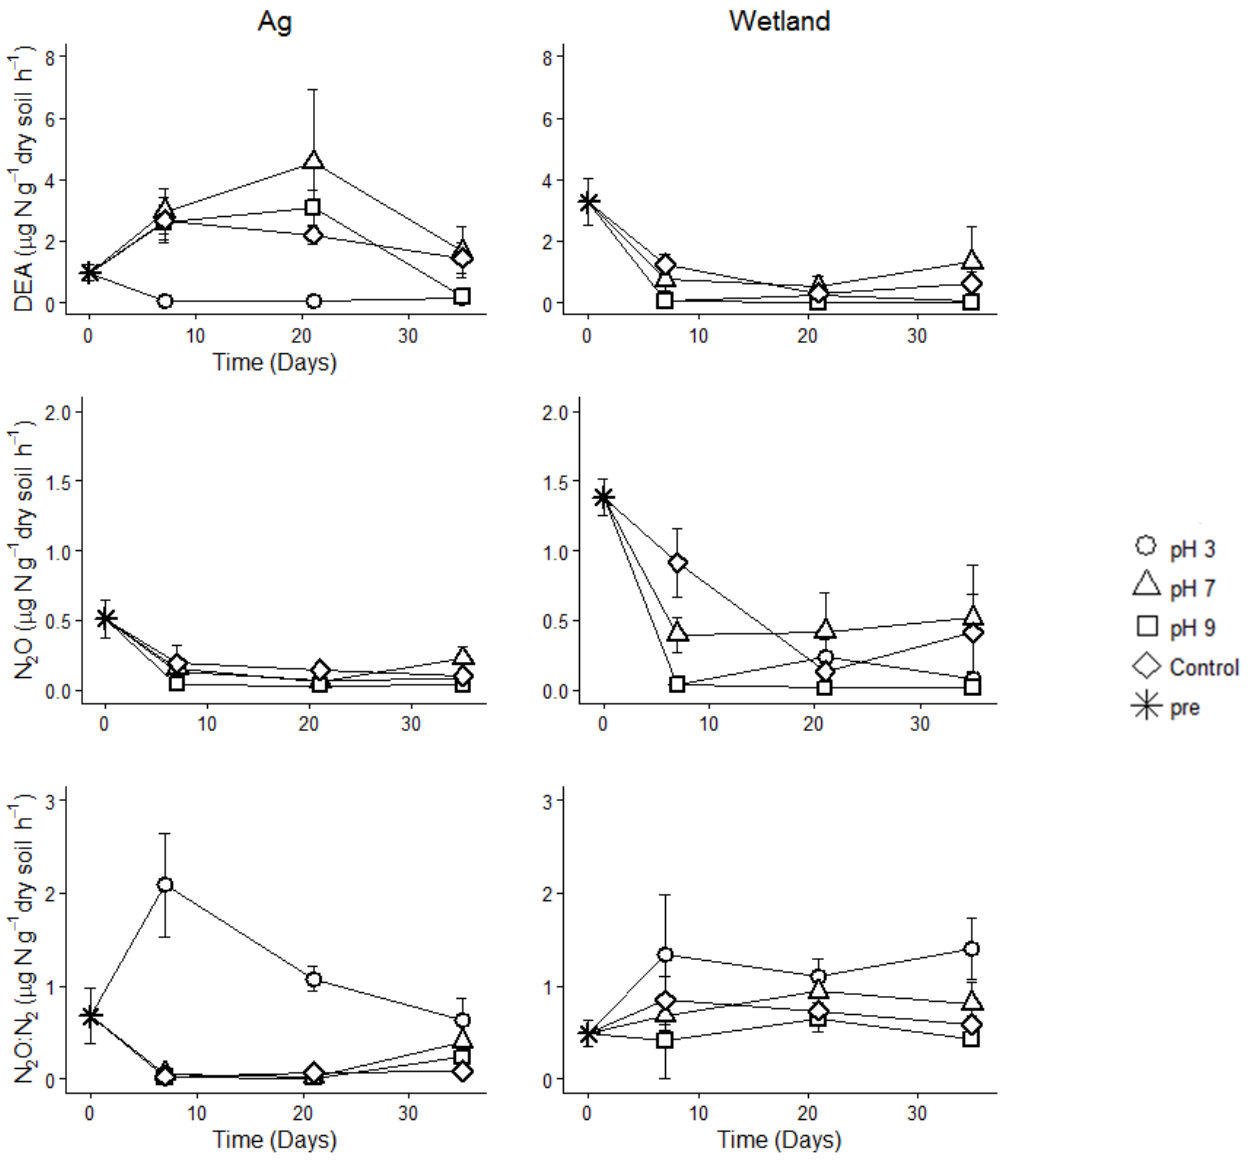 Ag
Wetland
DEA (μg N g⁻¹ dry soil h⁻¹)
8
6
4
2
0
0 10 20 30
Time (Days)
8
6
4
2
0
0 10 20 30
N₂O (μg N g⁻¹ dry soil h⁻¹)
2.0
1.5
1.0
0.5
0.0
0 10 20 30
2.0
1.5
1.0
0.5
0.0
0 10 20 30
pH 3
pH 7
pH 9
Control
pre
N₂O:N₂ (μg N g⁻¹ dry soil h⁻¹)
3
2
1
0
0 10 20 30
Time (Days)
3
2
1
0
0 10 20 30
Time (Days)